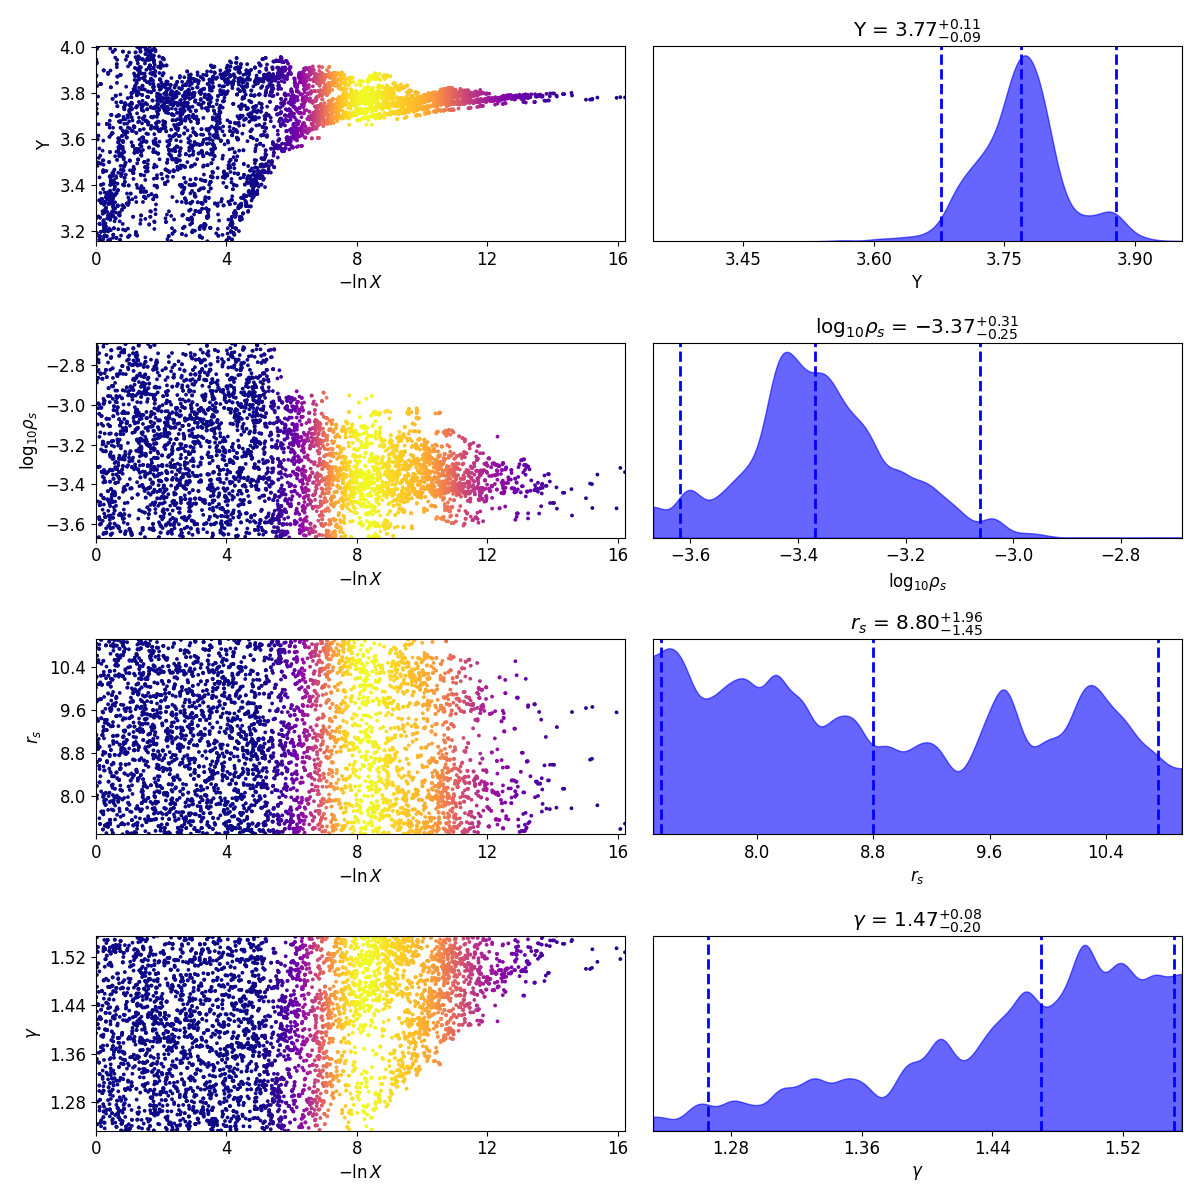 Y = 3.77^{+0.11}_{-0.09}
4.0
3.8
3.6
3.4
3.2
Y
0 4 8 12 16
−ln X
3.45 3.60 3.75 3.90
Y
log₁₀ρₛ = −3.37^{+0.31}_{-0.25}
−2.8
−3.0
−3.2
−3.4
−3.6
log₁₀ρₛ
0 4 8 12 16
−ln X
−3.6 −3.4 −3.2 −3.0 −2.8
log₁₀ρₛ
rₛ = 8.80^{+1.96}_{-1.45}
10.4
9.6
8.8
8.0
rₛ
0 4 8 12 16
−ln X
8.0 8.8 9.6 10.4
rₛ
γ = 1.47^{+0.08}_{-0.20}
1.52
1.44
1.36
1.28
γ
0 4 8 12 16
−ln X
1.28 1.36 1.44 1.52
γ